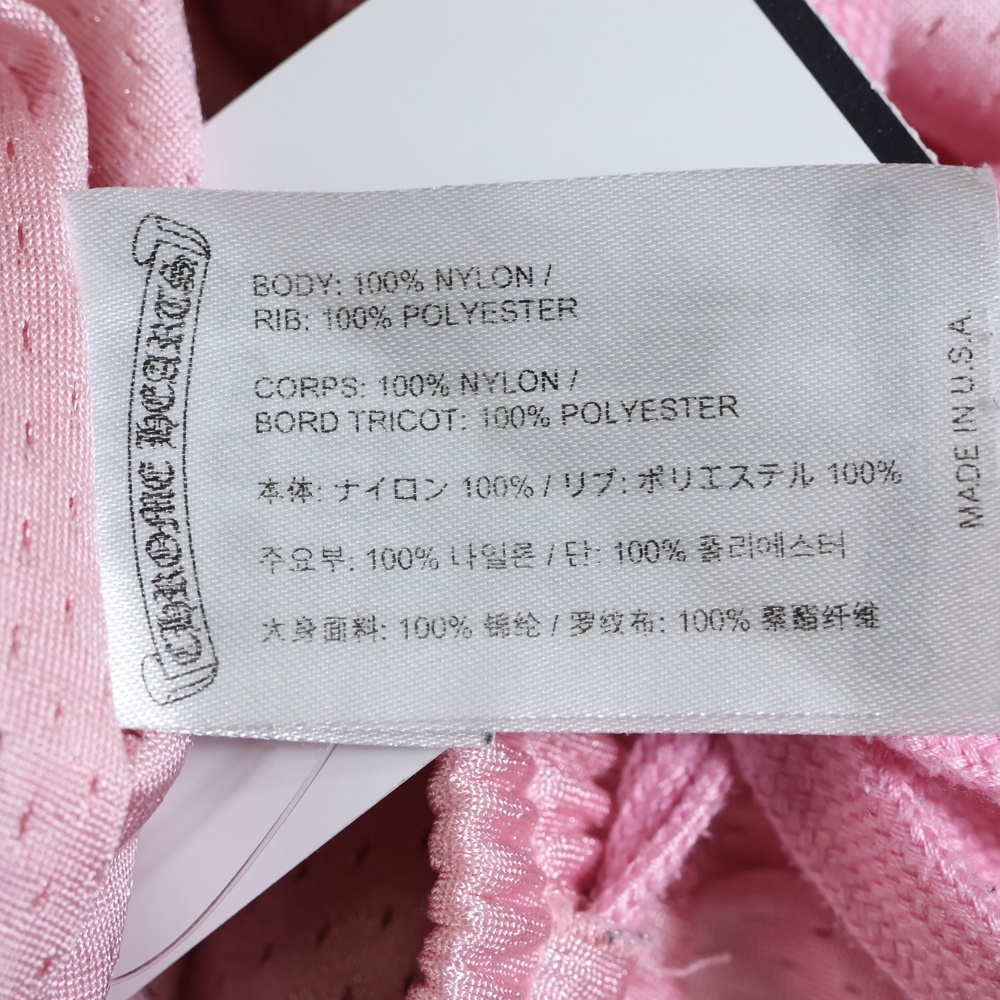 CHROME HEARTS
BODY: 100% NYLON /
RIB: 100% POLYESTER
CORPS: 100% NYLON /
BORD TRICOT: 100% POLYESTER
本体: ナイロン 100% / リブ: ポリエステル 100%
주요부: 100% 나일론 / 단: 100% 폴리에스터
大身面料: 100% 锦纶 / 罗纹布: 100% 聚酯纤维
MADE IN U.S.A.